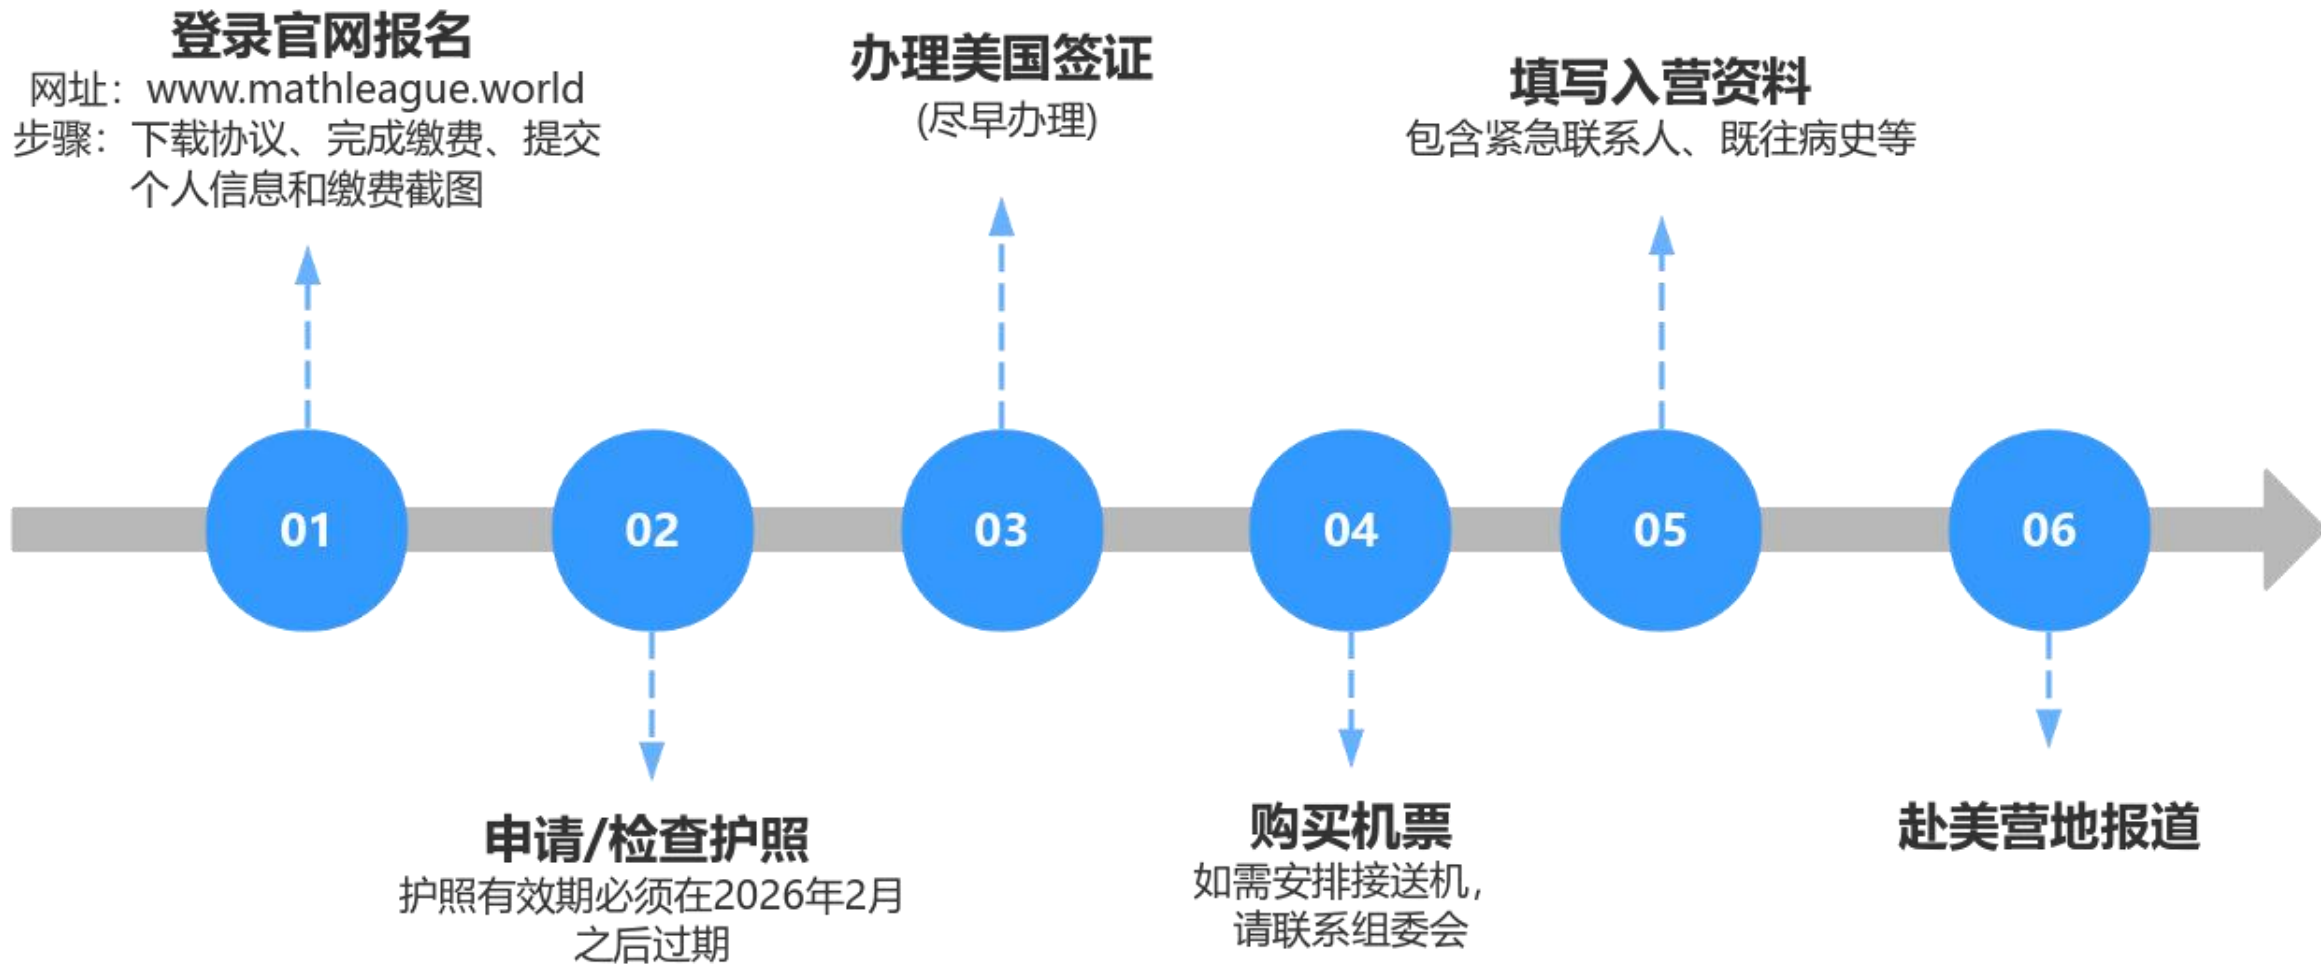 登录官网报名
网址：www.mathleague.world
步骤：下载协议、完成缴费、提交
个人信息和缴费截图
办理美国签证
(尽早办理)
填写入营资料
包含紧急联系人、既往病史等
01
02
03
04
05
06
申请/检查护照
护照有效期必须在2026年2月
之后过期
购买机票
如需安排接送机，
请联系组委会
赴美营地报道